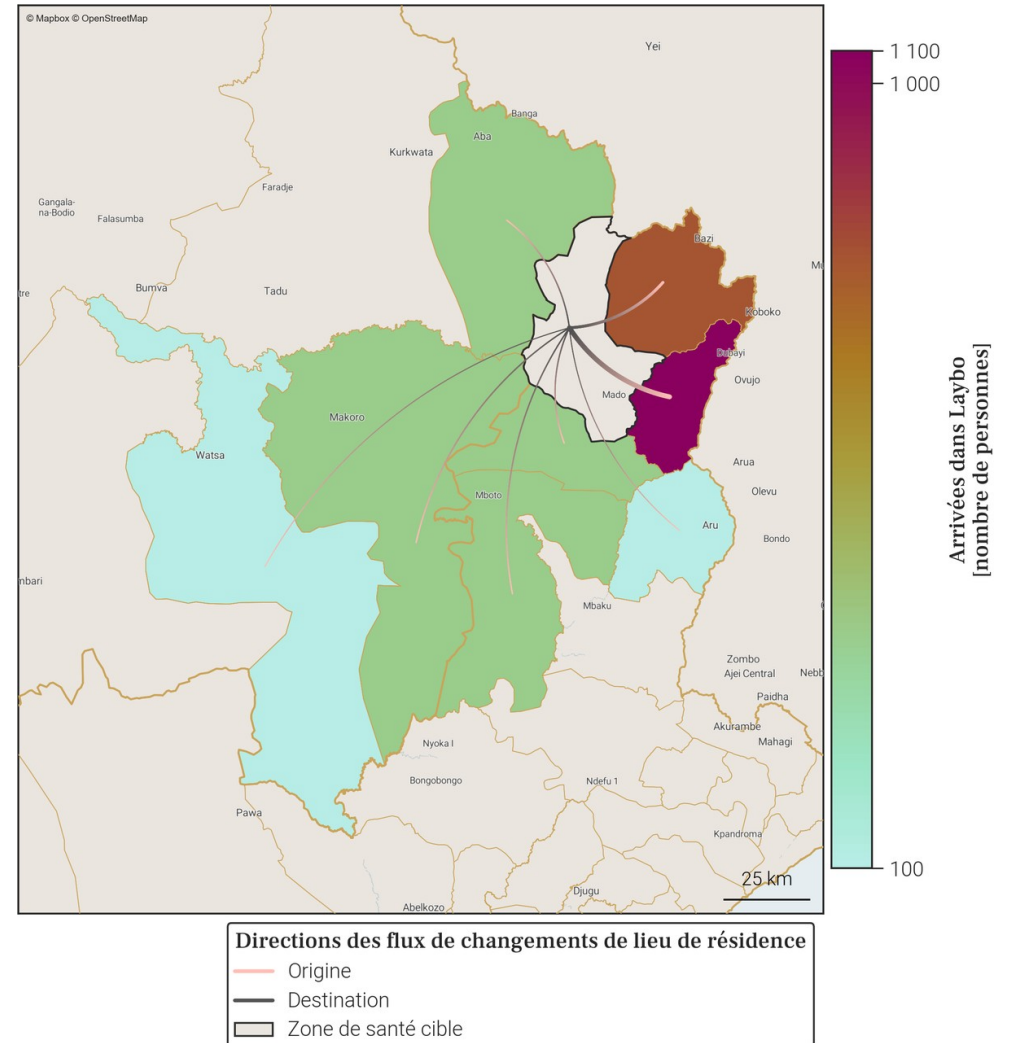 © Mapbox © OpenStreetMap
Yei
Banga
Aba
Kurkwata
Faradje
Gangala-
na-Bodio
Falasumba
Bazi
Bumva
Tadu
Koboko
Ovujo
Mado
Makoro
Watsa
Arua
Olevu
Mboto
Aru
Bondo
Mbaku
Zombo
Ajei Central
Paidha
Akurambe
Mahagi
Nyoka I
Bongobongo
Ndefu 1
Pawa
Kpandroma
Djugu
Abelkozo
25 km
1 100
1 000
100
Arrivées dans Laybo
[nombre de personnes]
Directions des flux de changements de lieu de résidence
Origine
Destination
Zone de santé cible